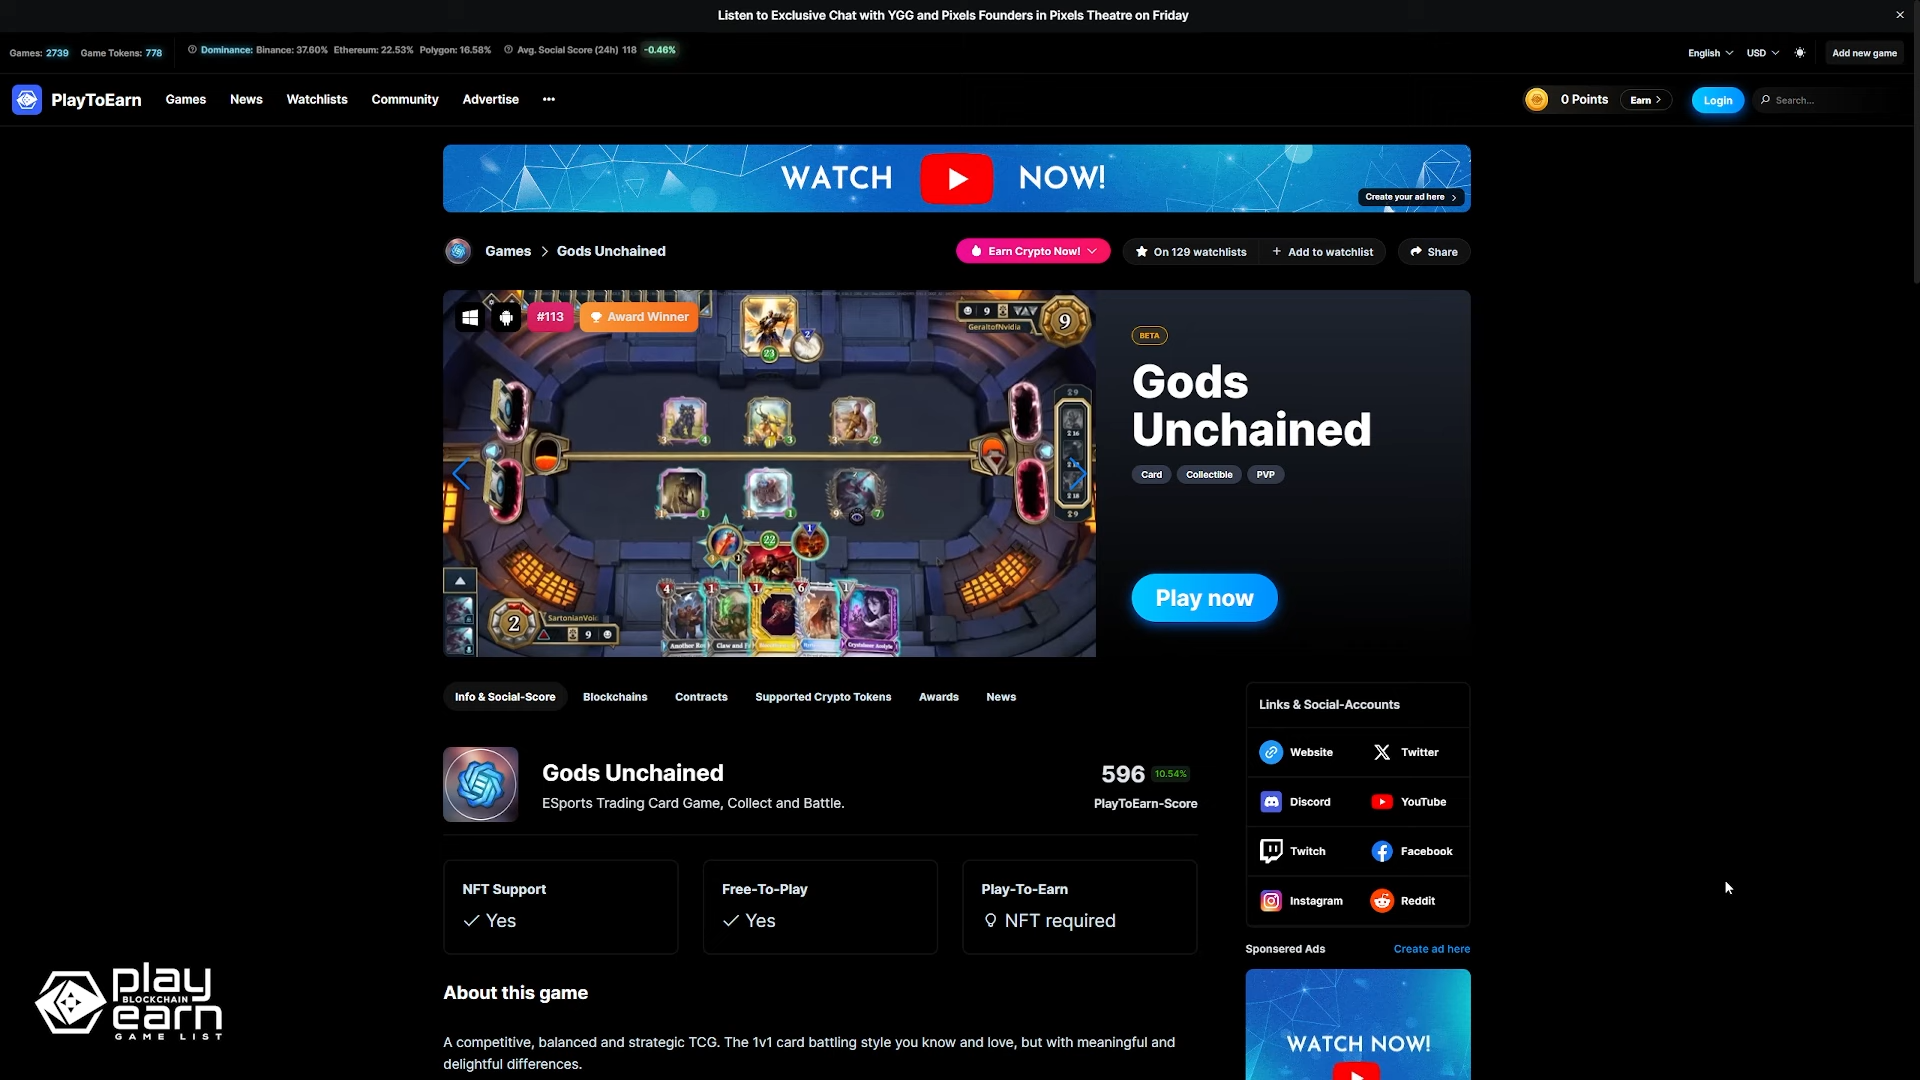 Listen to Exclusive Chat with YGG and Pixels Founders in Pixels Theatre on Friday
Games: 2739 Game Tokens: 778 Dominance: Binance: 37.60% Ethereum: 22.53% Polygon: 16.58% Avg. Social Score (24h) 118 -0.46% English USD Add new game
PlayToEarn Games News Watchlists Community Advertise 0 Points Earn Login Search...
WATCH NOW!
Create your ad here
Games Gods Unchained Earn Crypto Now! On 129 watchlists + Add to watchlist Share
#113 Award Winner
GeraltofNvidia
BETA
Gods
Unchained
Card Collectible PVP
Play now
Info & Social-Score Blockchains Contracts Supported Crypto Tokens Awards News
Links & Social-Accounts
Website Twitter
Discord YouTube
Twitch Facebook
Instagram Reddit
Gods Unchained 596 10.54%
ESports Trading Card Game, Collect and Battle. PlayToEarn-Score
NFT Support Free-To-Play Play-To-Earn
Yes Yes NFT required
Sponsored Ads Create ad here
WATCH NOW!
About this game
A competitive, balanced and strategic TCG. The 1v1 card battling style you know and love, but with meaningful and
delightful differences.
play
BLOCKCHAIN
earn
GAME LIST